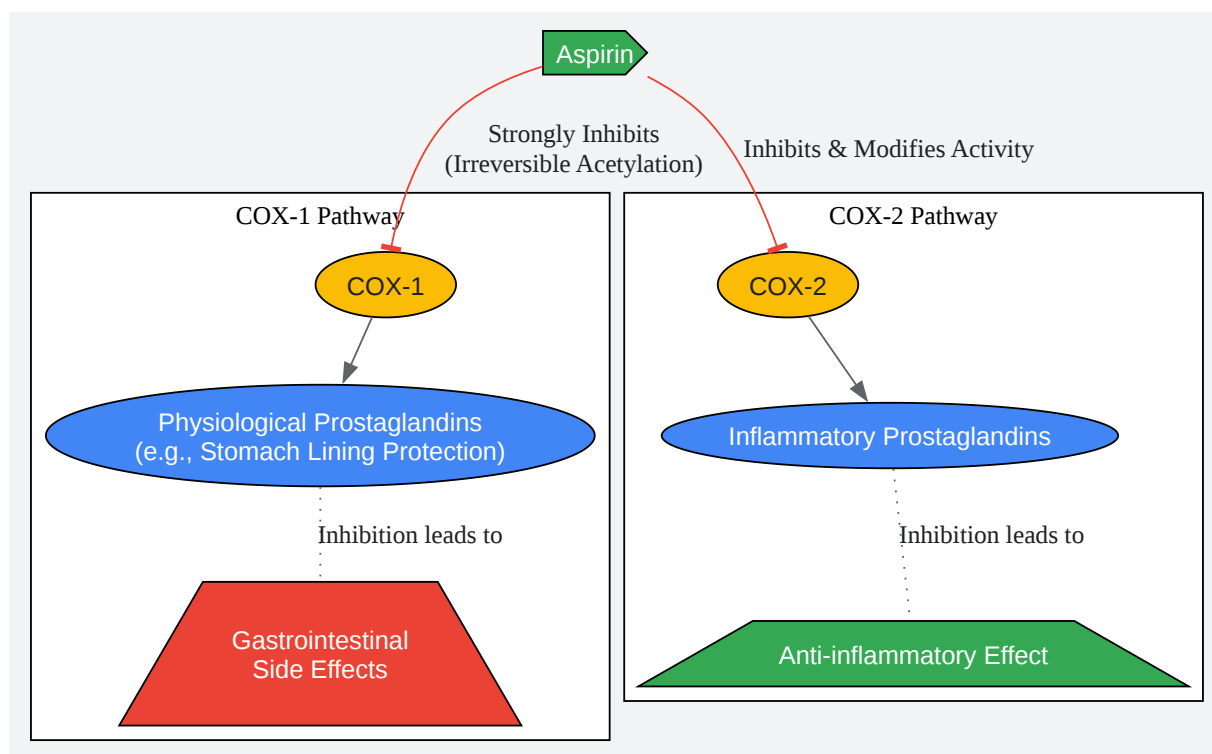 Aspirin
Strongly Inhibits
(Irreversible Acetylation)
Inhibits & Modifies Activity
COX-1 Pathway
COX-1
Physiological Prostaglandins
(e.g., Stomach Lining Protection)
Inhibition leads to
Gastrointestinal
Side Effects
COX-2 Pathway
COX-2
Inflammatory Prostaglandins
Inhibition leads to
Anti-inflammatory Effect